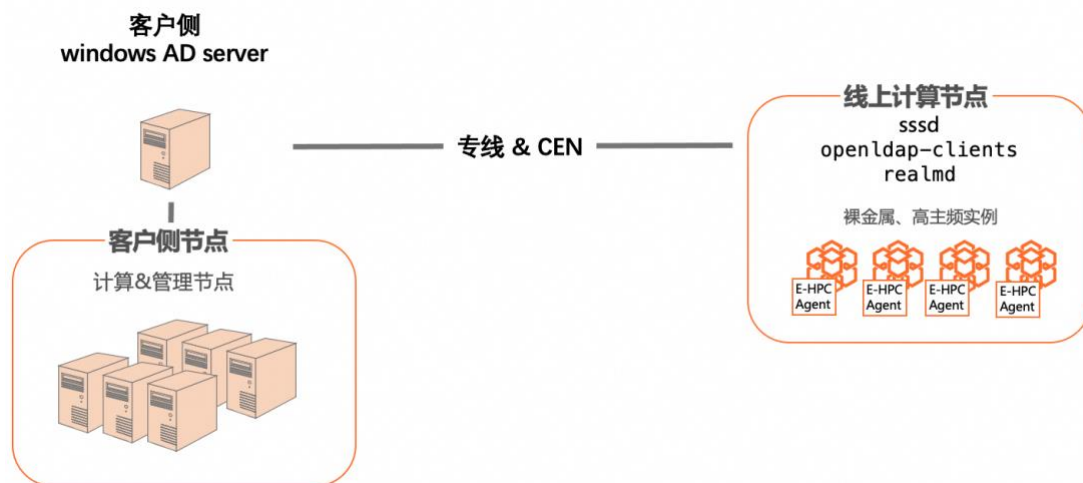 客户侧
windows AD server
专线 & CEN
客户侧节点
计算&管理节点
线上计算节点
sssd
openldap-clients
realmd
裸金属、高主频实例
E-HPC
Agent
E-HPC
Agent
E-HPC
Agent
E-HPC
Agent